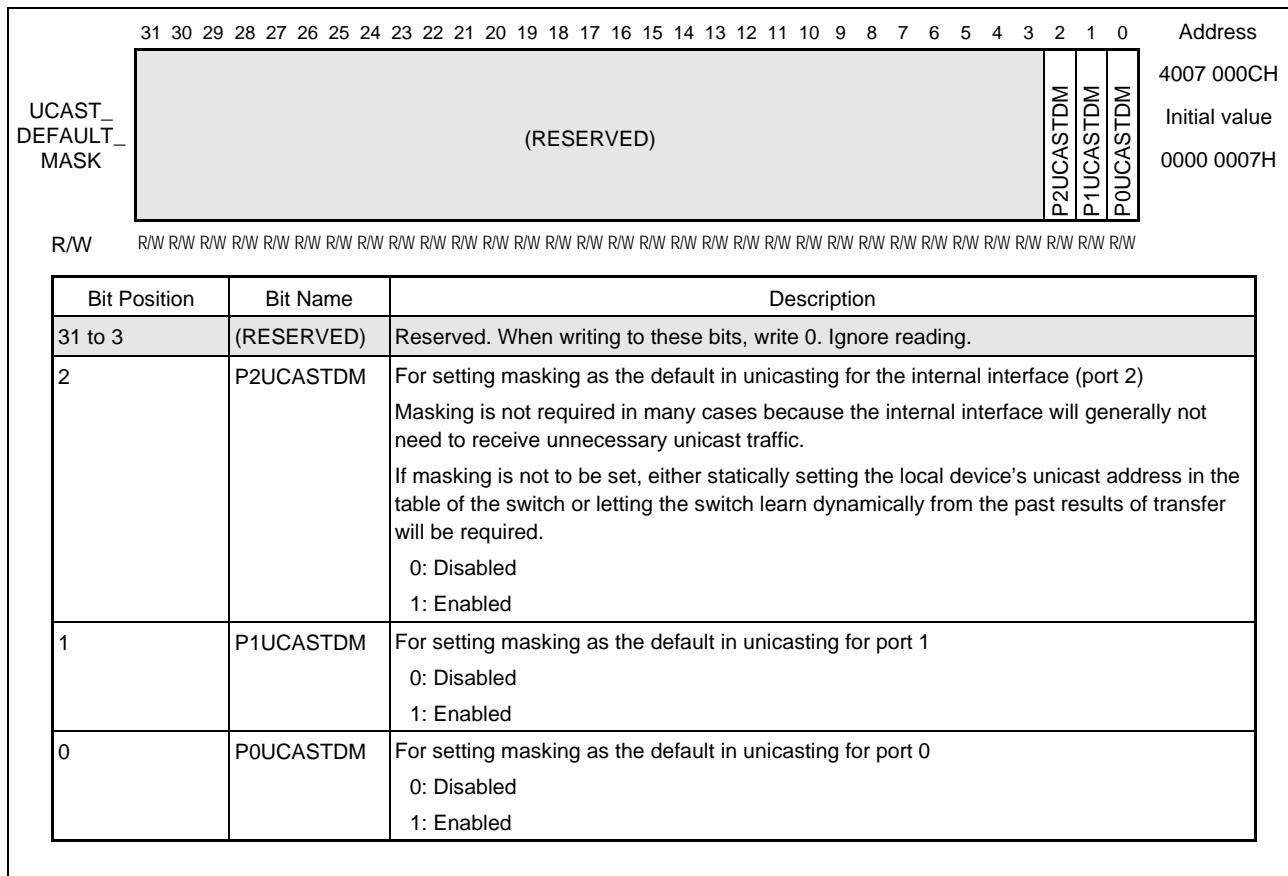 31 30 29 28 27 26 25 24 23 22 21 20 19 18 17 16 15 14 13 12 11 10 9 8 7 6 5 4 3 2 1 0 Address
4007 000CH
Initial value
0000 0007H
UCAST_
DEFAULT_
MASK
(RESERVED)
P2UCASTDM
P1UCASTDM
P0UCASTDM
R/W R/W R/W R/W R/W R/W R/W R/W R/W R/W R/W R/W R/W R/W R/W R/W R/W R/W R/W R/W R/W R/W R/W R/W R/W R/W R/W R/W R/W R/W R/W R/W R/W
Bit Position Bit Name Description
31 to 3 (RESERVED) Reserved. When writing to these bits, write 0. Ignore reading.
2 P2UCASTDM For setting masking as the default in unicasting for the internal interface (port 2)
Masking is not required in many cases because the internal interface will generally not
need to receive unnecessary unicast traffic.
If masking is not to be set, either statically setting the local device's unicast address in the
table of the switch or letting the switch learn dynamically from the past results of transfer
will be required.
0: Disabled
1: Enabled
1 P1UCASTDM For setting masking as the default in unicasting for port 1
0: Disabled
1: Enabled
0 P0UCASTDM For setting masking as the default in unicasting for port 0
0: Disabled
1: Enabled